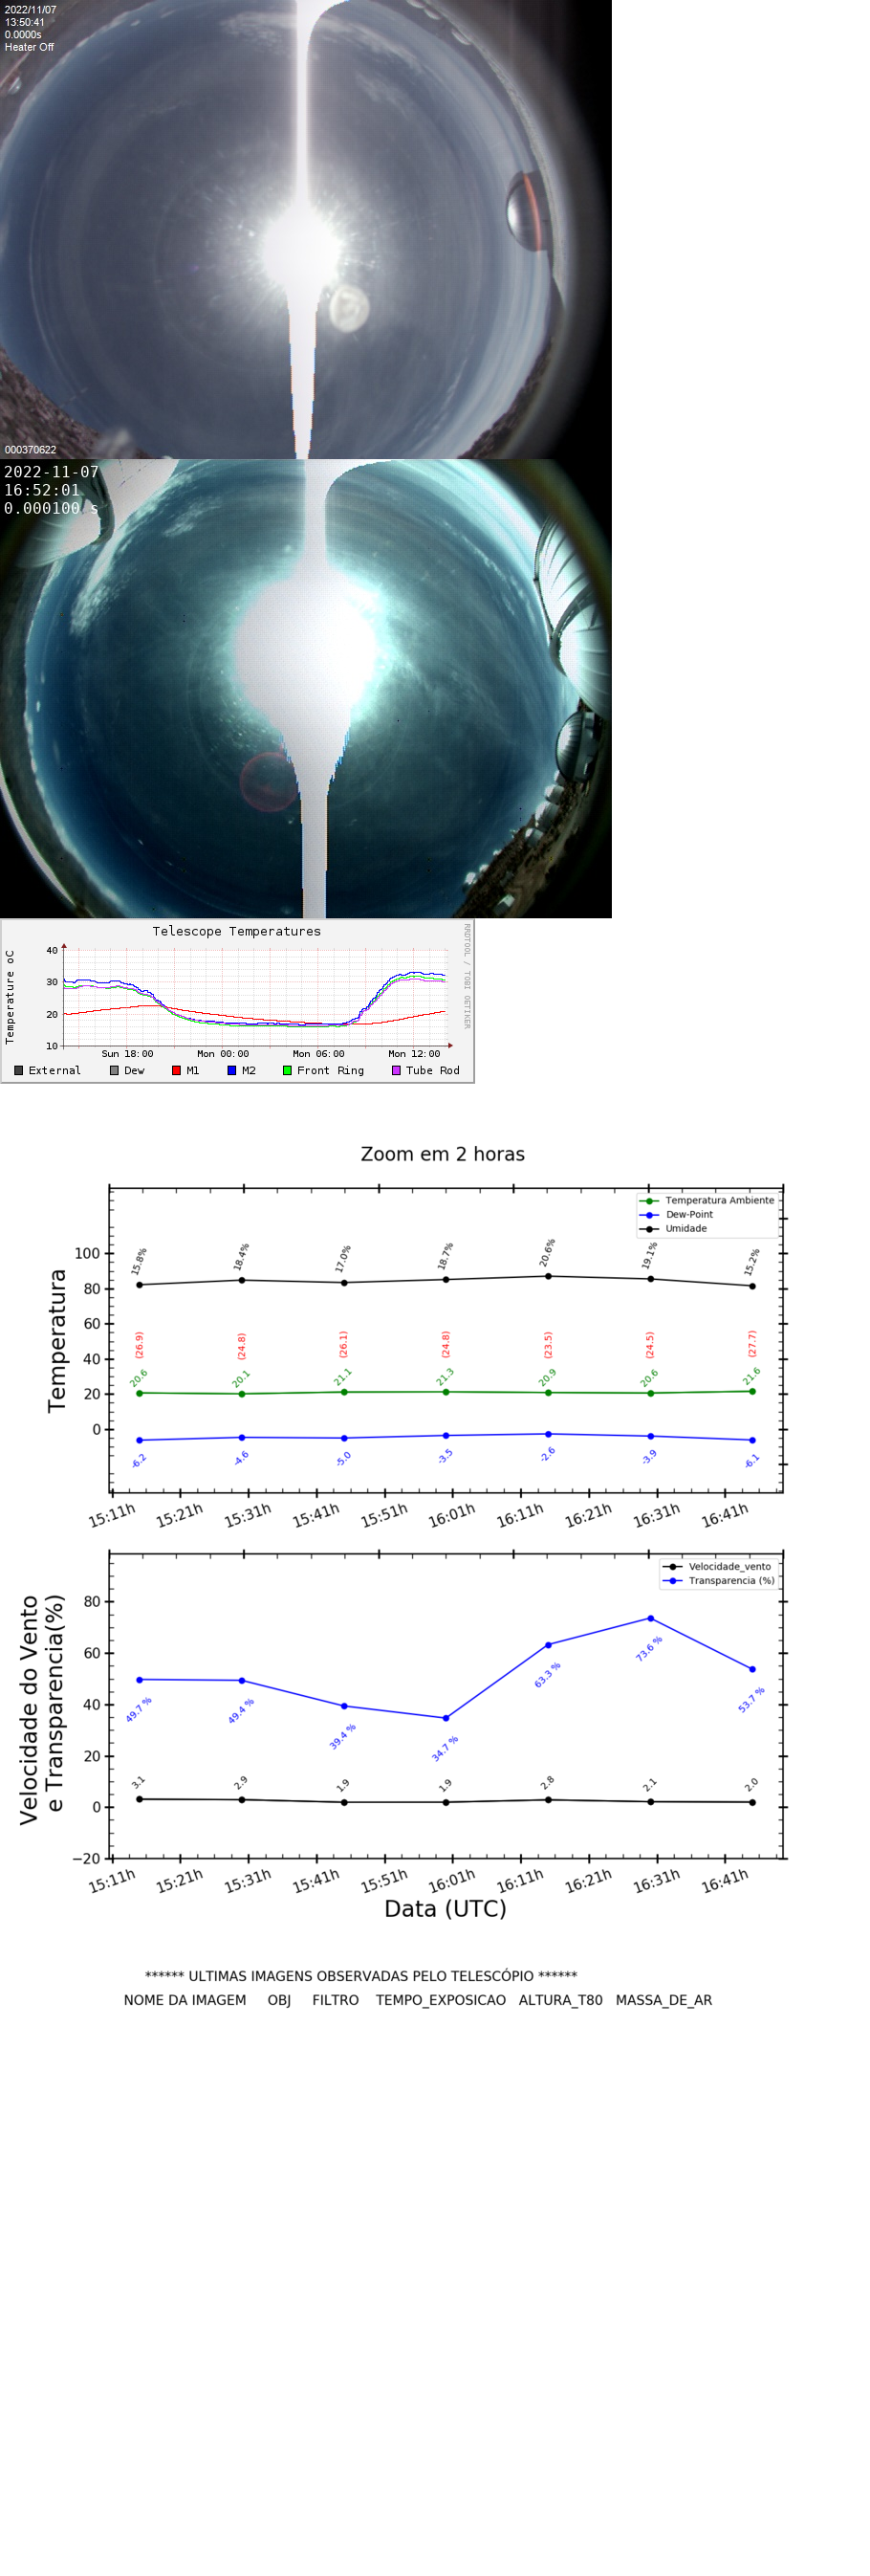 2022/11/07
13:50:41
0.0000s
Heater Off
000370622
2022-11-07
16:52:01
0.000100 s
Telescope Temperatures
RRDTOOL / TOBI OETIKER
Temperature oC
40
30
20
10
Sun 18:00 Mon 00:00 Mon 06:00 Mon 12:00
External Dew M1 M2 Front Ring Tube Rod
Zoom em 2 horas
Temperatura Ambiente
Dew-Point
Umidade
Temperatura
100
80
60
40
20
0
15.8% 18.4% 17.0% 18.7% 20.6% 19.1% 15.2%
(26.9) (24.8) (26.1) (24.8) (23.5) (24.5) (27.7)
20.6 20.1 21.1 21.3 20.9 20.6 21.6
-6.2 -4.6 -5.0 -3.5 -2.6 -3.9 -6.1
15:11h 15:21h 15:31h 15:41h 15:51h 16:01h 16:11h 16:21h 16:31h 16:41h
Velocidade_vento
Transparencia (%)
Velocidade do Vento
e Transparencia(%)
80
60
40
20
0
−20
49.7 % 49.4 % 39.4 % 34.7 % 63.3 % 73.6 % 53.7 %
3.1 2.9 1.9 1.9 2.8 2.1 2.0
15:11h 15:21h 15:31h 15:41h 15:51h 16:01h 16:11h 16:21h 16:31h 16:41h
Data (UTC)
****** ULTIMAS IMAGENS OBSERVADAS PELO TELESCÓPIO ******
NOME DA IMAGEM OBJ FILTRO TEMPO_EXPOSICAO ALTURA_T80 MASSA_DE_AR